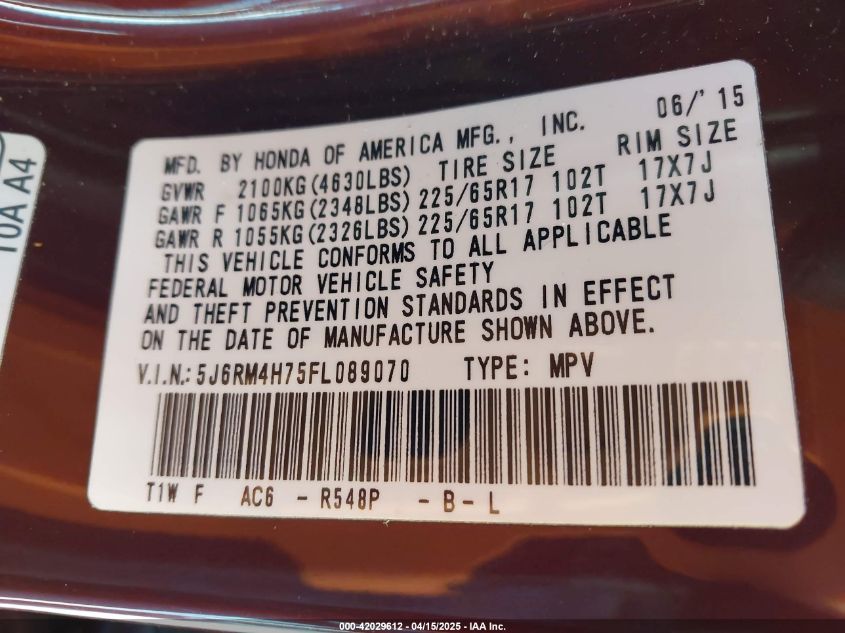 10A A4
06/'15
MFD. BY HONDA OF AMERICA MFG., INC.
GVWR 2100KG(4630LBS) TIRE SIZE RIM SIZE
GAWR F 1065KG(2348LBS) 225/65R17 102T 17X7J
GAWR R 1055KG(2326LBS) 225/65R17 102T 17X7J
THIS VEHICLE CONFORMS TO ALL APPLICABLE
FEDERAL MOTOR VEHICLE SAFETY
AND THEFT PREVENTION STANDARDS IN EFFECT
ON THE DATE OF MANUFACTURE SHOWN ABOVE.
V.I.N.: 5J6RM4H75FL089070 TYPE: MPV
T1W F AC6 - R548P - B - L
000-42029612 - 04/15/2025 - IAA Inc.